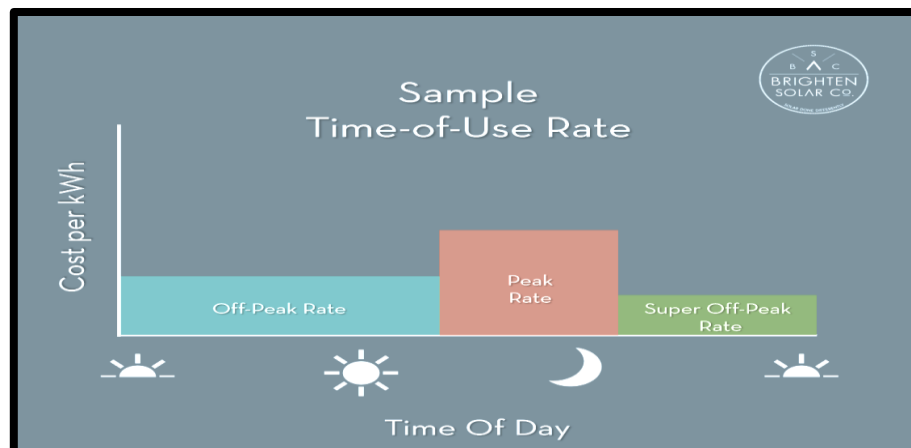 Sample
Time-of-Use Rate
S
B C
BRIGHTEN
SOLAR CO.
Cost per kWh
Off-Peak Rate
Peak
Rate
Super Off-Peak
Rate
Time Of Day